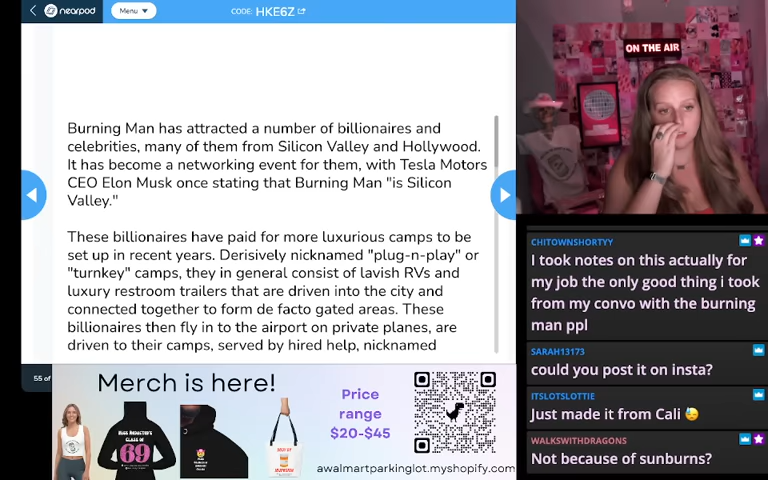 nearpod
Menu
CODE: HKE6Z
ON THE AIR
Burning Man has attracted a number of billionaires and
celebrities, many of them from Silicon Valley and Hollywood.
It has become a networking event for them, with Tesla Motors
CEO Elon Musk once stating that Burning Man "is Silicon
Valley."
These billionaires have paid for more luxurious camps to be
set up in recent years. Derisively nicknamed "plug-n-play" or
"turnkey" camps, they in general consist of lavish RVs and
luxury restroom trailers that are driven into the city and
connected together to form de facto gated areas. These
billionaires then fly in to the airport on private planes, are
driven to their camps, served by hired help, nicknamed
55 of
CHITOWNSHORTYY
I took notes on this actually for
my job the only good thing i took
from my convo with the burning
man ppl
SARAH13173
could you post it on insta?
ITSLOTSLOTTIE
Just made it from Cali 😓
WALKSWITHDRAGONS
Not because of sunburns?
Merch is here!
Price
range
$20-$45
CLASS OF
69
awalmartparkinglot.myshopify.com